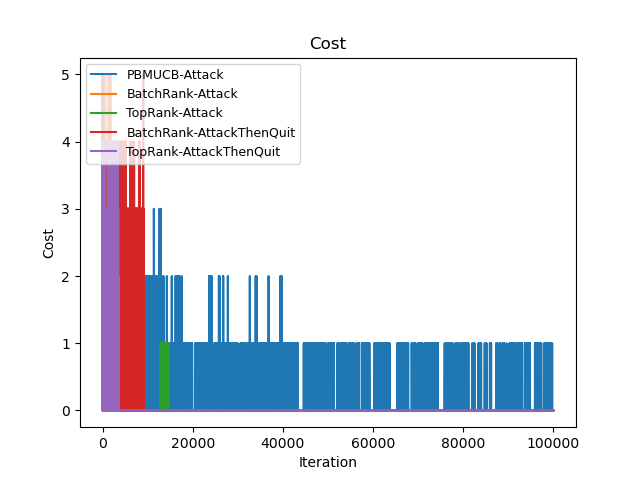 Cost
PBMUCB-Attack
BatchRank-Attack
TopRank-Attack
BatchRank-AttackThenQuit
TopRank-AttackThenQuit
5
4
3
2
1
0
Cost
0 20000 40000 60000 80000 100000
Iteration